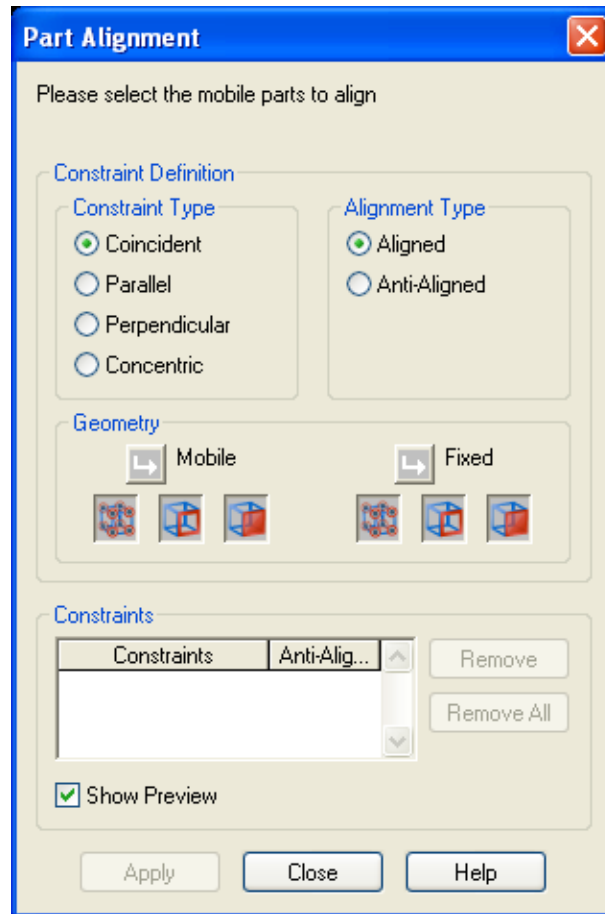 Part Alignment
Please select the mobile parts to align
Constraint Definition
Constraint Type
Coincident
Parallel
Perpendicular
Concentric
Alignment Type
Aligned
Anti-Aligned
Geometry
Mobile
Fixed
Constraints
Constraints Anti-Alig...
Remove
Remove All
Show Preview
Apply Close Help